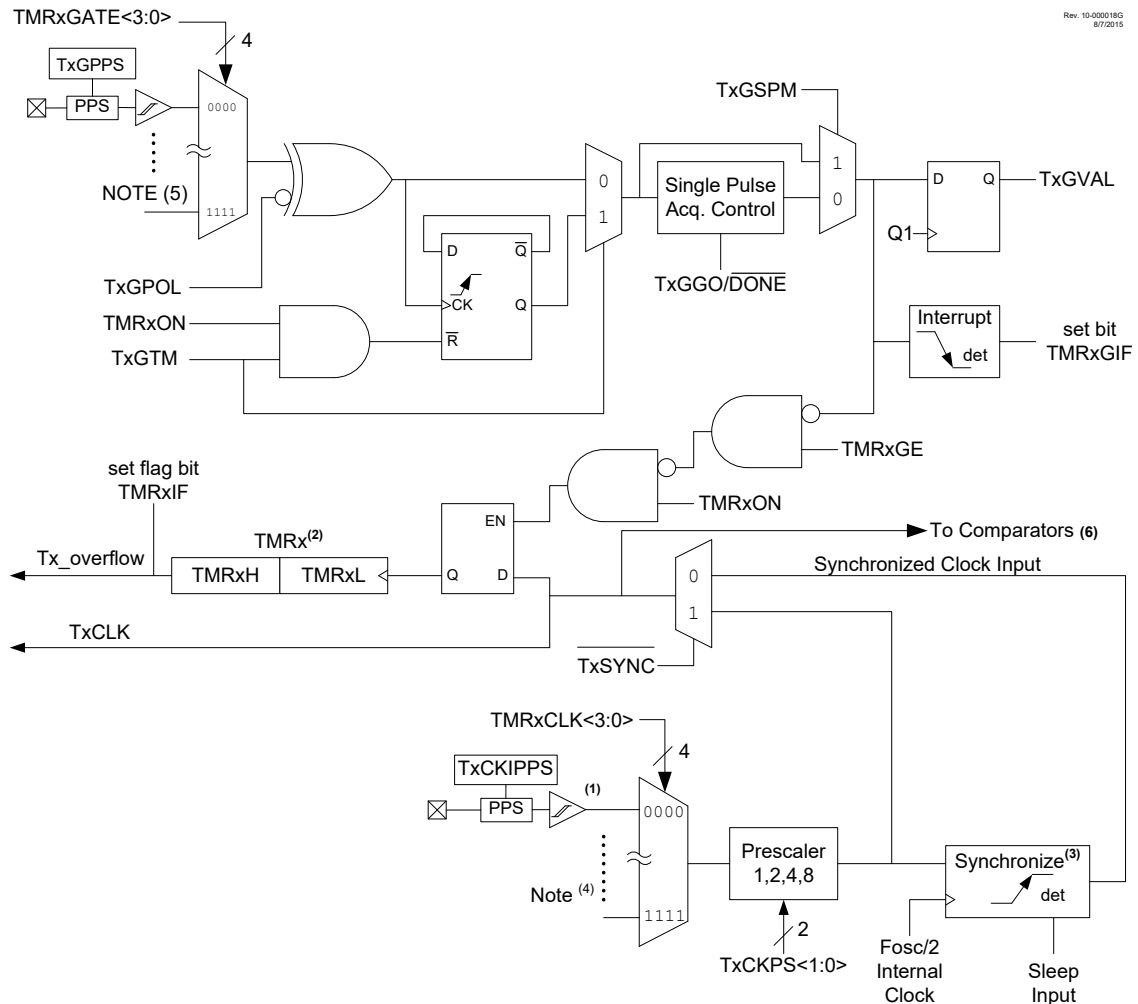 Rev. 10-000018G
8/7/2015
TMRxGATE<3:0>
4
TxGPPS
PPS
0000
NOTE (5)
1111
TxGPOL
TMRxON
TxGTM
D
Q
CK
Q
R
0
1
TxGSPM
Single Pulse
Acq. Control
TxGGO/DONE
1
0
D
Q
Q1
TxGVAL
Interrupt
det
set bit
TMRxGIF
TMRxGE
TMRxON
set flag bit
TMRxIF
Tx_overflow
TMRx(2)
TMRxH
TMRxL
EN
Q
D
To Comparators (6)
Synchronized Clock Input
0
1
TxCLK
TxSYNC
TMRxCLK<3:0>
4
TxCKIPPS
PPS
(1)
0000
Note (4)
1111
Prescaler
1,2,4,8
2
TxCKPS<1:0>
Synchronize(3)
det
Fosc/2
Internal
Clock
Sleep
Input